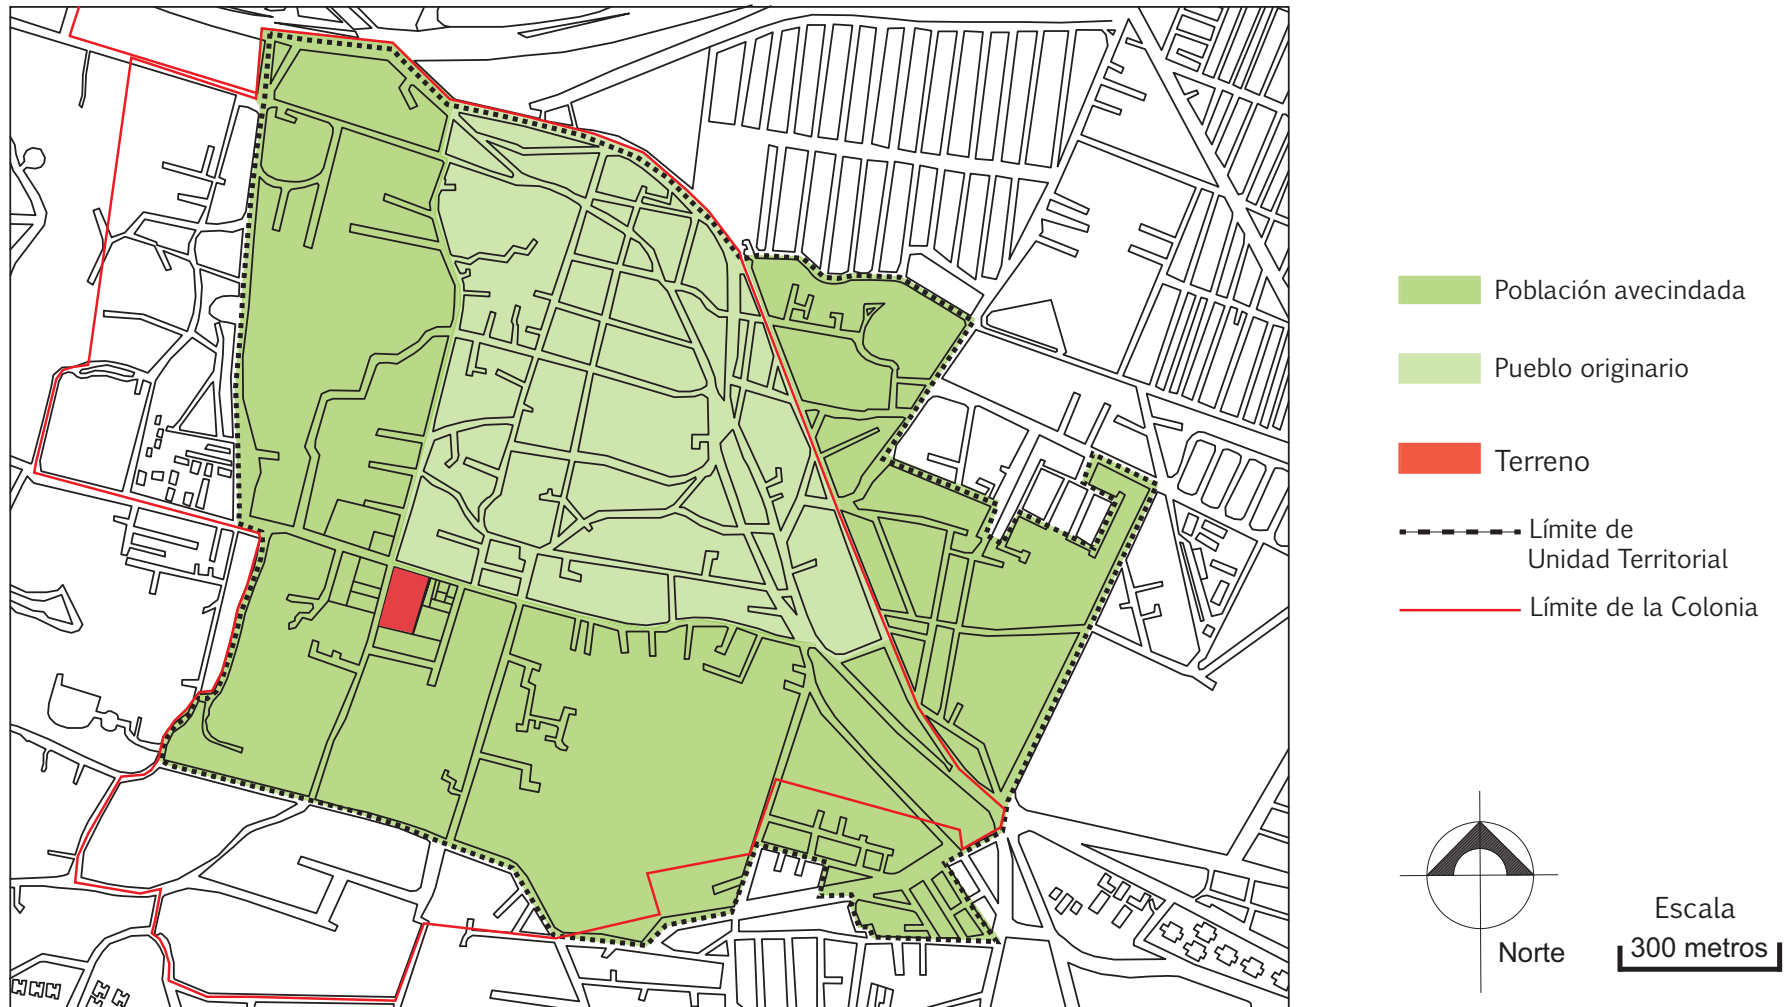 Población avecindada
Pueblo originario
Terreno
Límite de
Unidad Territorial
Límite de la Colonia
Norte
Escala
300 metros